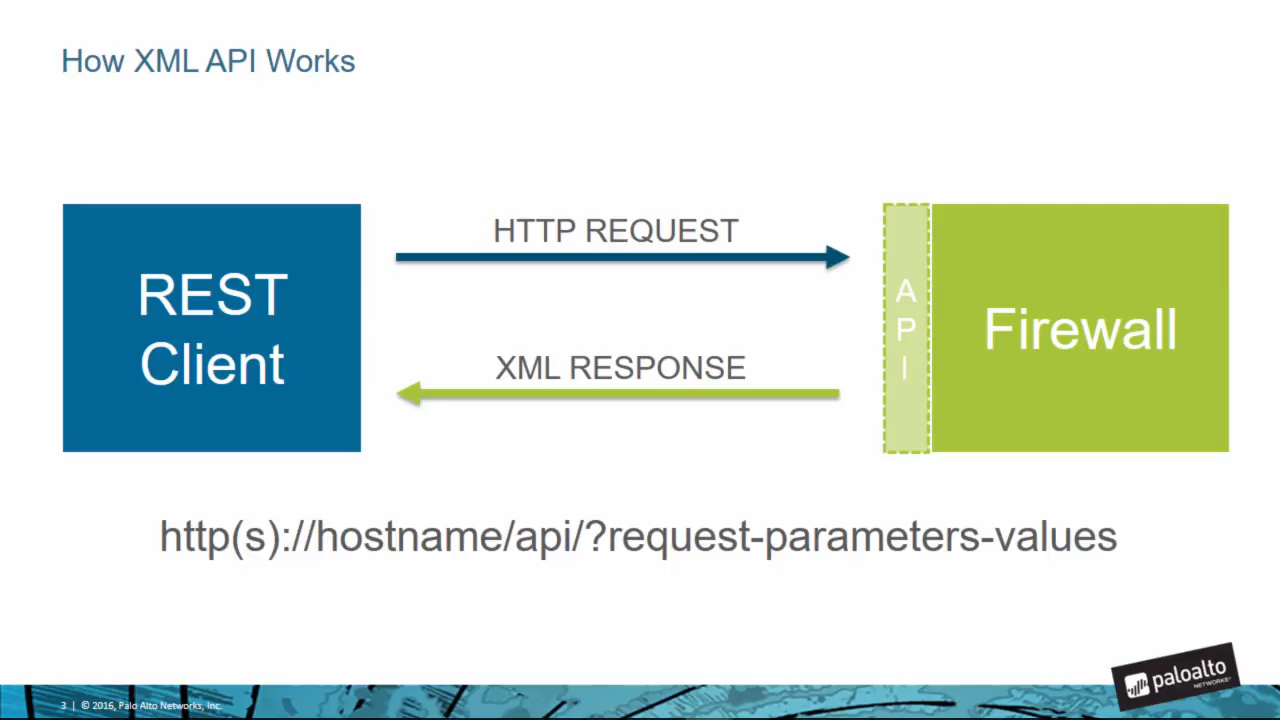 How XML API Works
REST
Client
HTTP REQUEST
XML RESPONSE
A
P
I
Firewall
http(s)://hostname/api/?request-parameters-values
3 | © 2016, Palo Alto Networks, Inc.
paloalto
NETWORKS